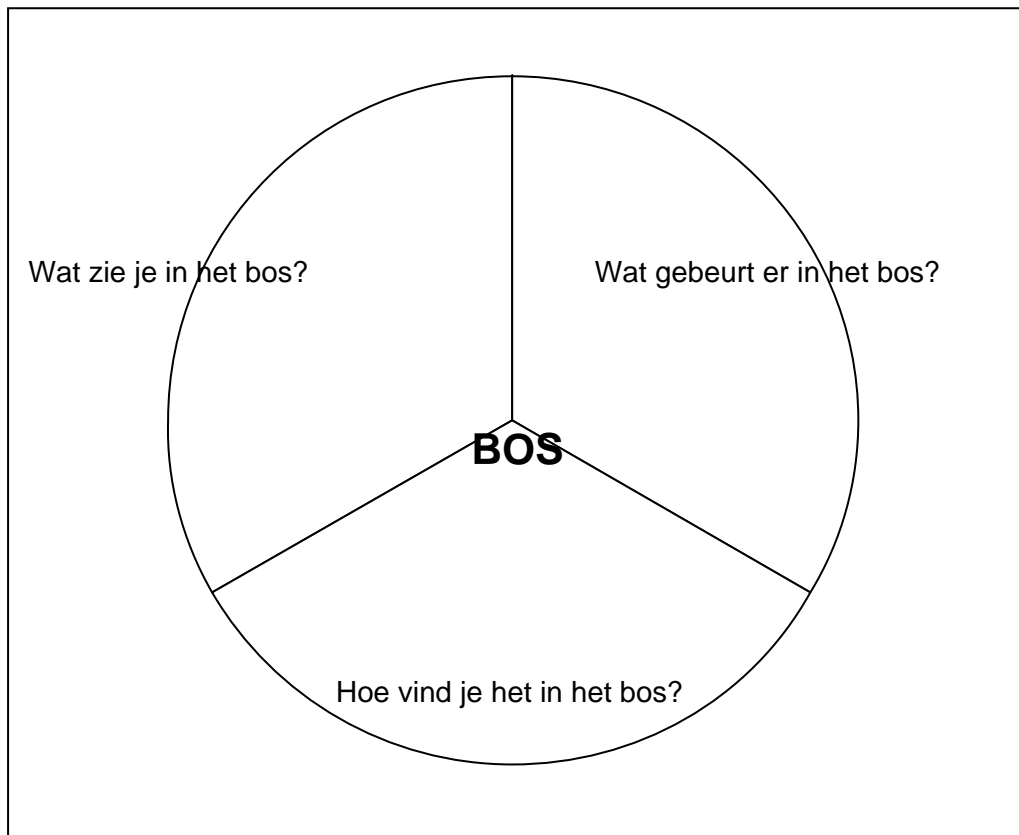 Wat zie je in het bos?
Wat gebeurt er in het bos?
BOS
Hoe vind je het in het bos?